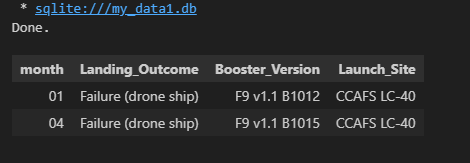 * sqlite:///my_data1.db
Done.
month Landing_Outcome Booster_Version Launch_Site
01 Failure (drone ship) F9 v1.1 B1012 CCAFS LC-40
04 Failure (drone ship) F9 v1.1 B1015 CCAFS LC-40